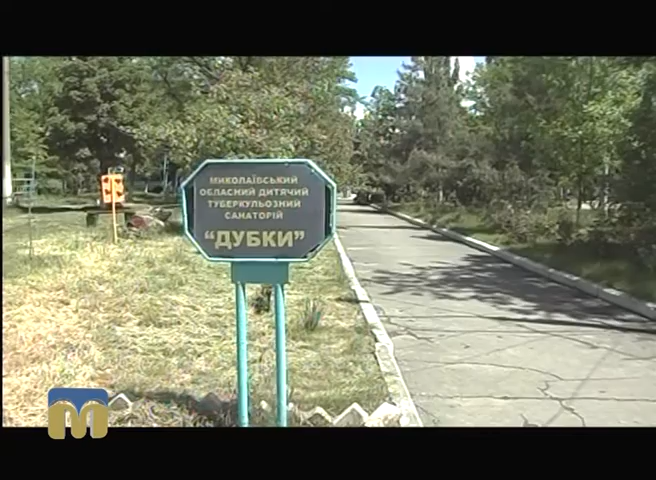 МИКОЛАЇВСЬКИЙ
ОБЛАСНИЙ ДИТЯЧИЙ
ТУБЕРКУЛЬОЗНИЙ
САНАТОРІЙ
"ДУБКИ"